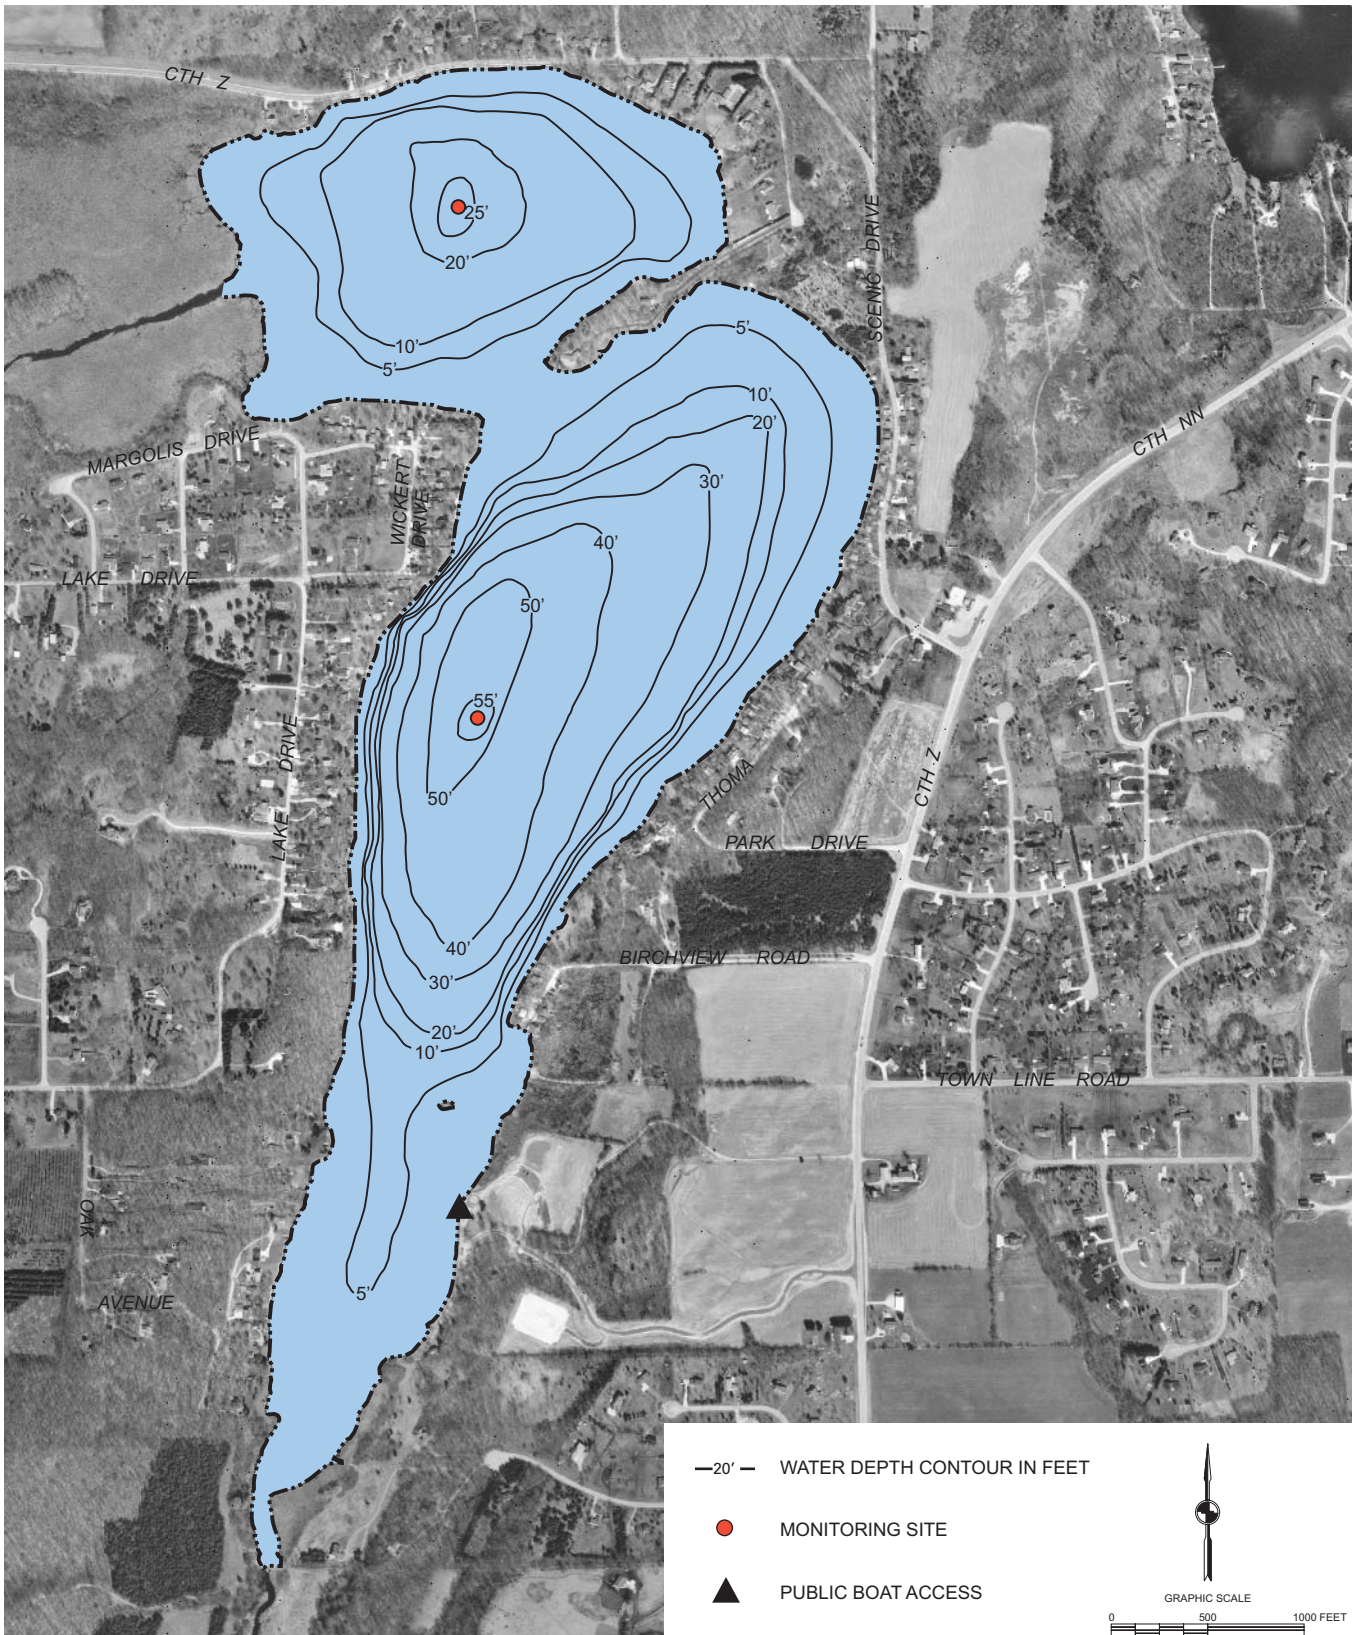 CTH Z
25'
20'
10'
5'
SCENIC DRIVE
5'
10'
20'
30'
CTH NN
MARGOLIS DRIVE
WICKERT
DRIVE
LAKE DRIVE
40'
50'
55'
50'
LAKE DRIVE
THOMA
CTH Z
PARK DRIVE
40'
30'
20'
10'
BIRCHVIEW ROAD
TOWN LINE ROAD
OAK
AVENUE
5'
20' WATER DEPTH CONTOUR IN FEET
MONITORING SITE
PUBLIC BOAT ACCESS
GRAPHIC SCALE
0 500 1000 FEET